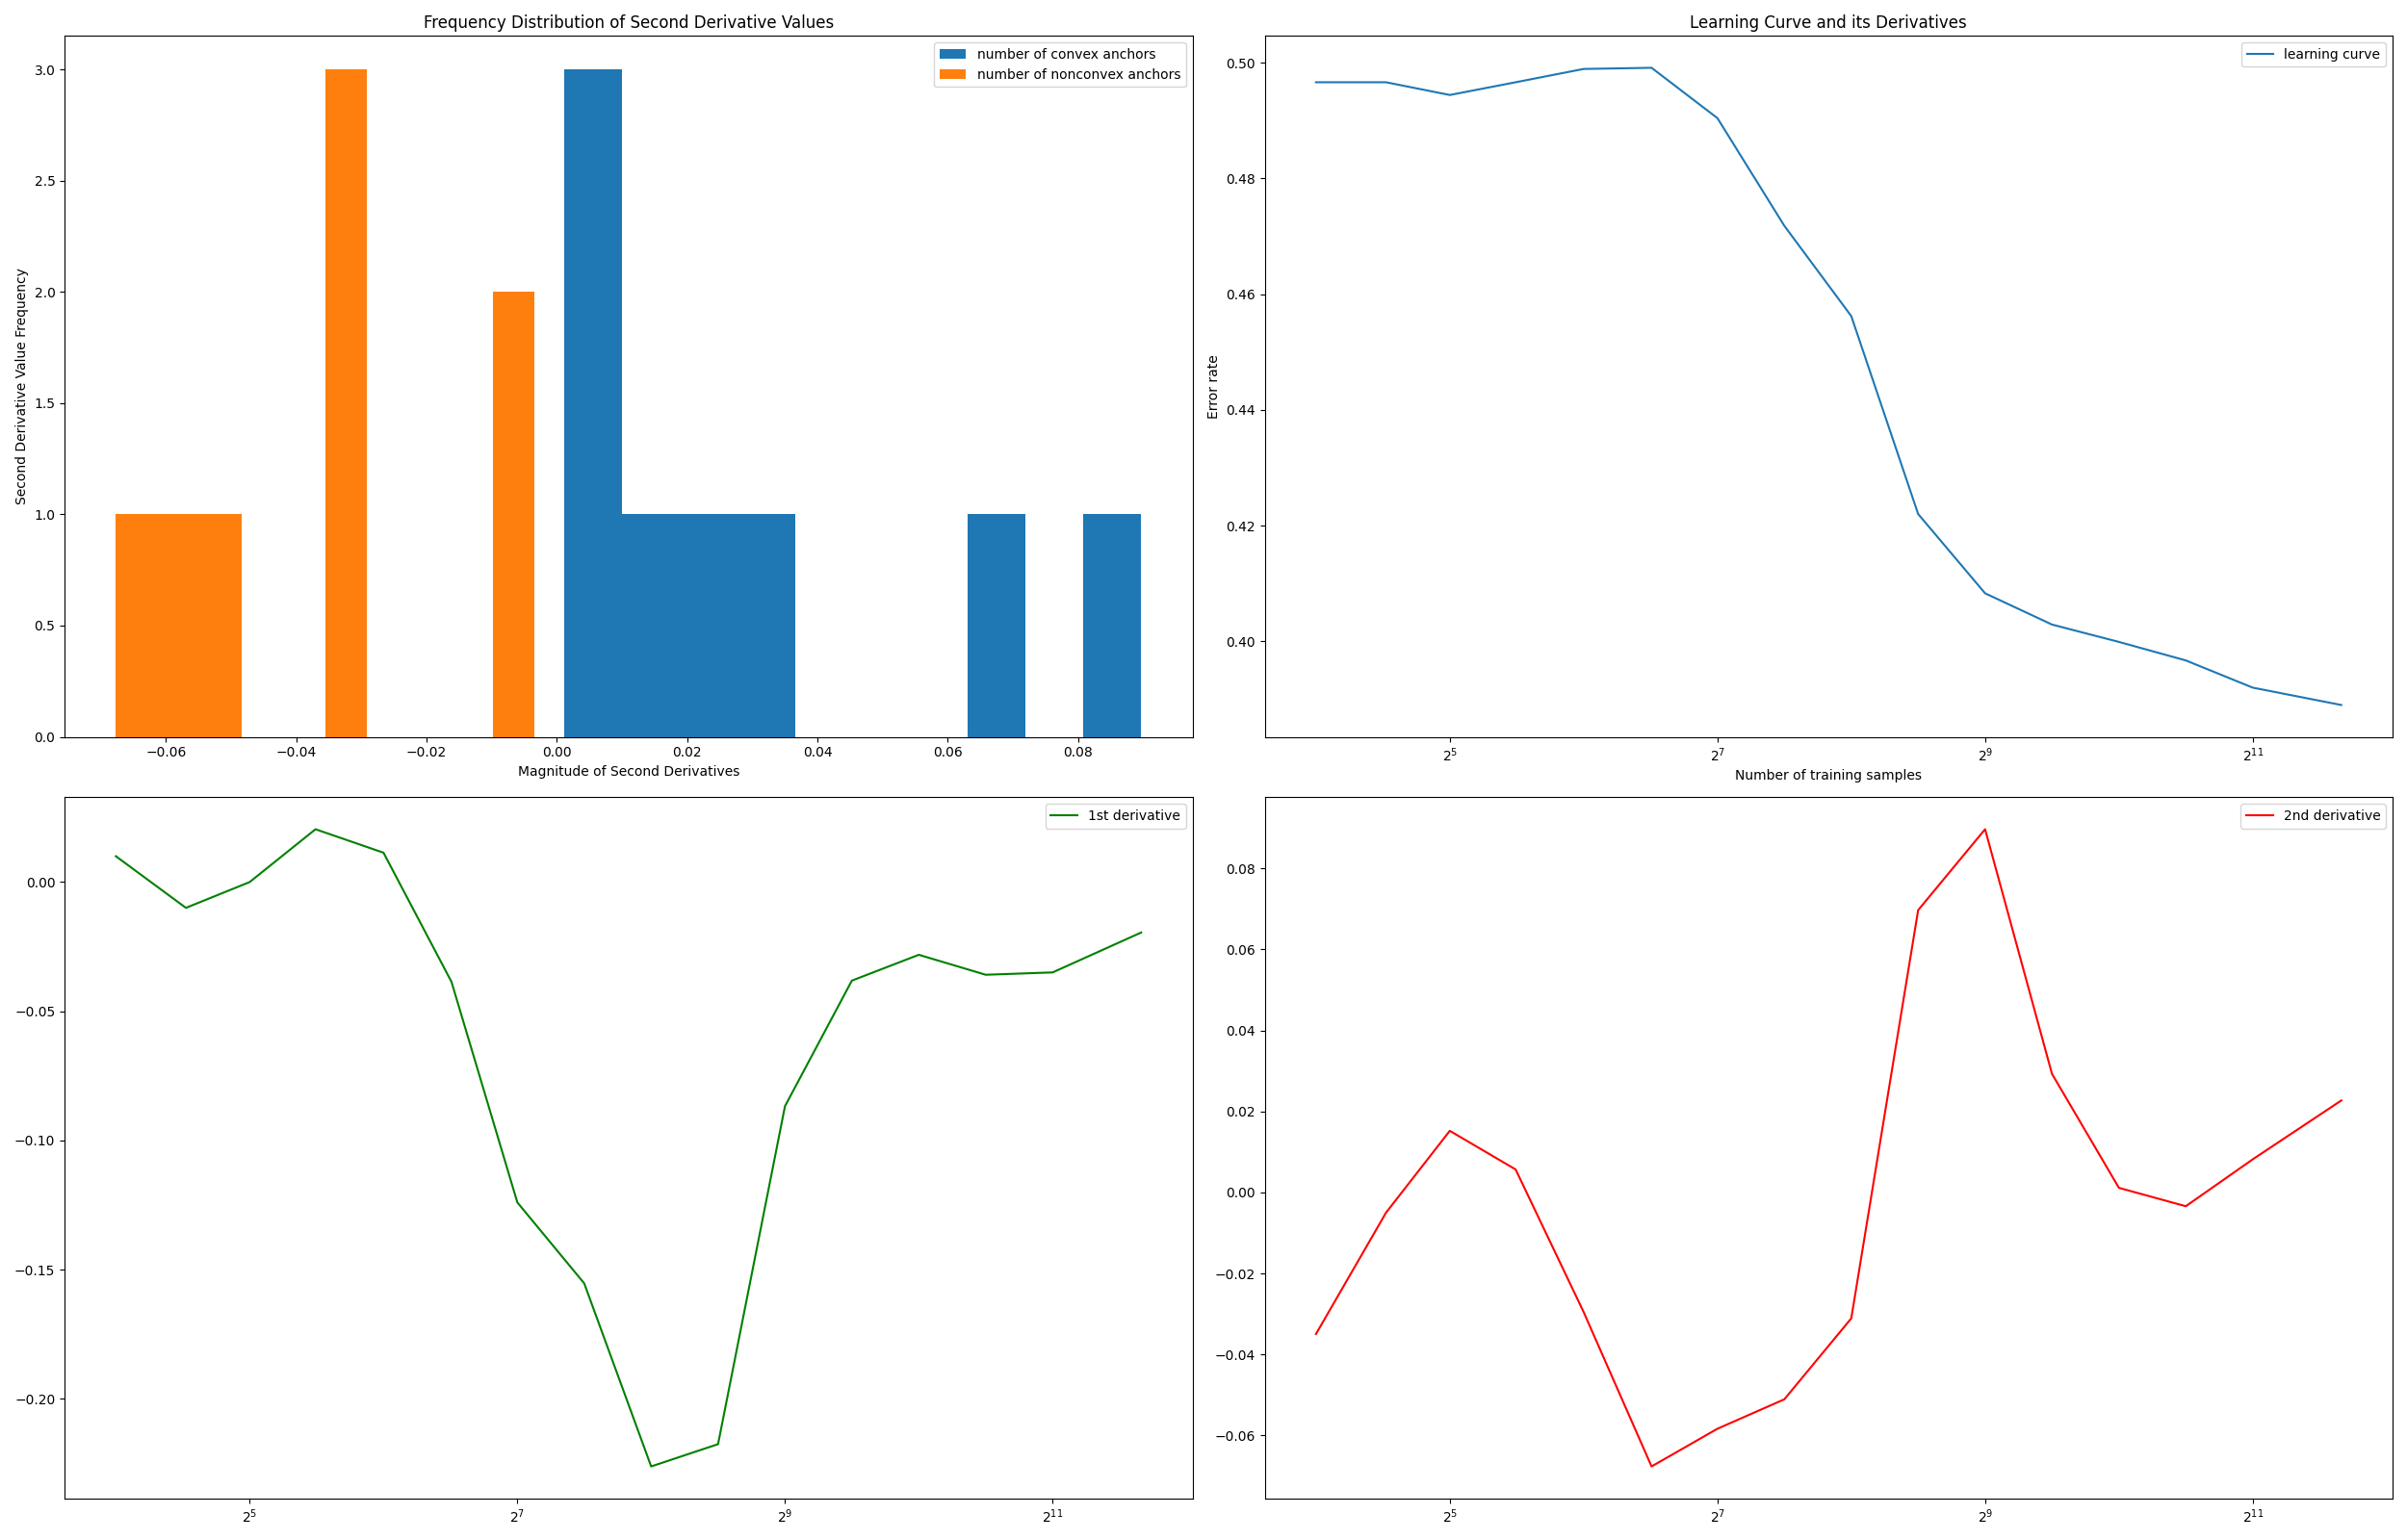 Frequency Distribution of Second Derivative Values
number of convex anchors
number of nonconvex anchors
Second Derivative Value Frequency
3.0
2.5
2.0
1.5
1.0
0.5
0.0
−0.06 −0.04 −0.02 0.00 0.02 0.04 0.06 0.08
Magnitude of Second Derivatives
Learning Curve and its Derivatives
learning curve
Error rate
0.50
0.48
0.46
0.44
0.42
0.40
2^5 2^7 2^9 2^11
Number of training samples
1st derivative
0.00
−0.05
−0.10
−0.15
−0.20
2^5 2^7 2^9 2^11
2nd derivative
0.08
0.06
0.04
0.02
0.00
−0.02
−0.04
−0.06
2^5 2^7 2^9 2^11